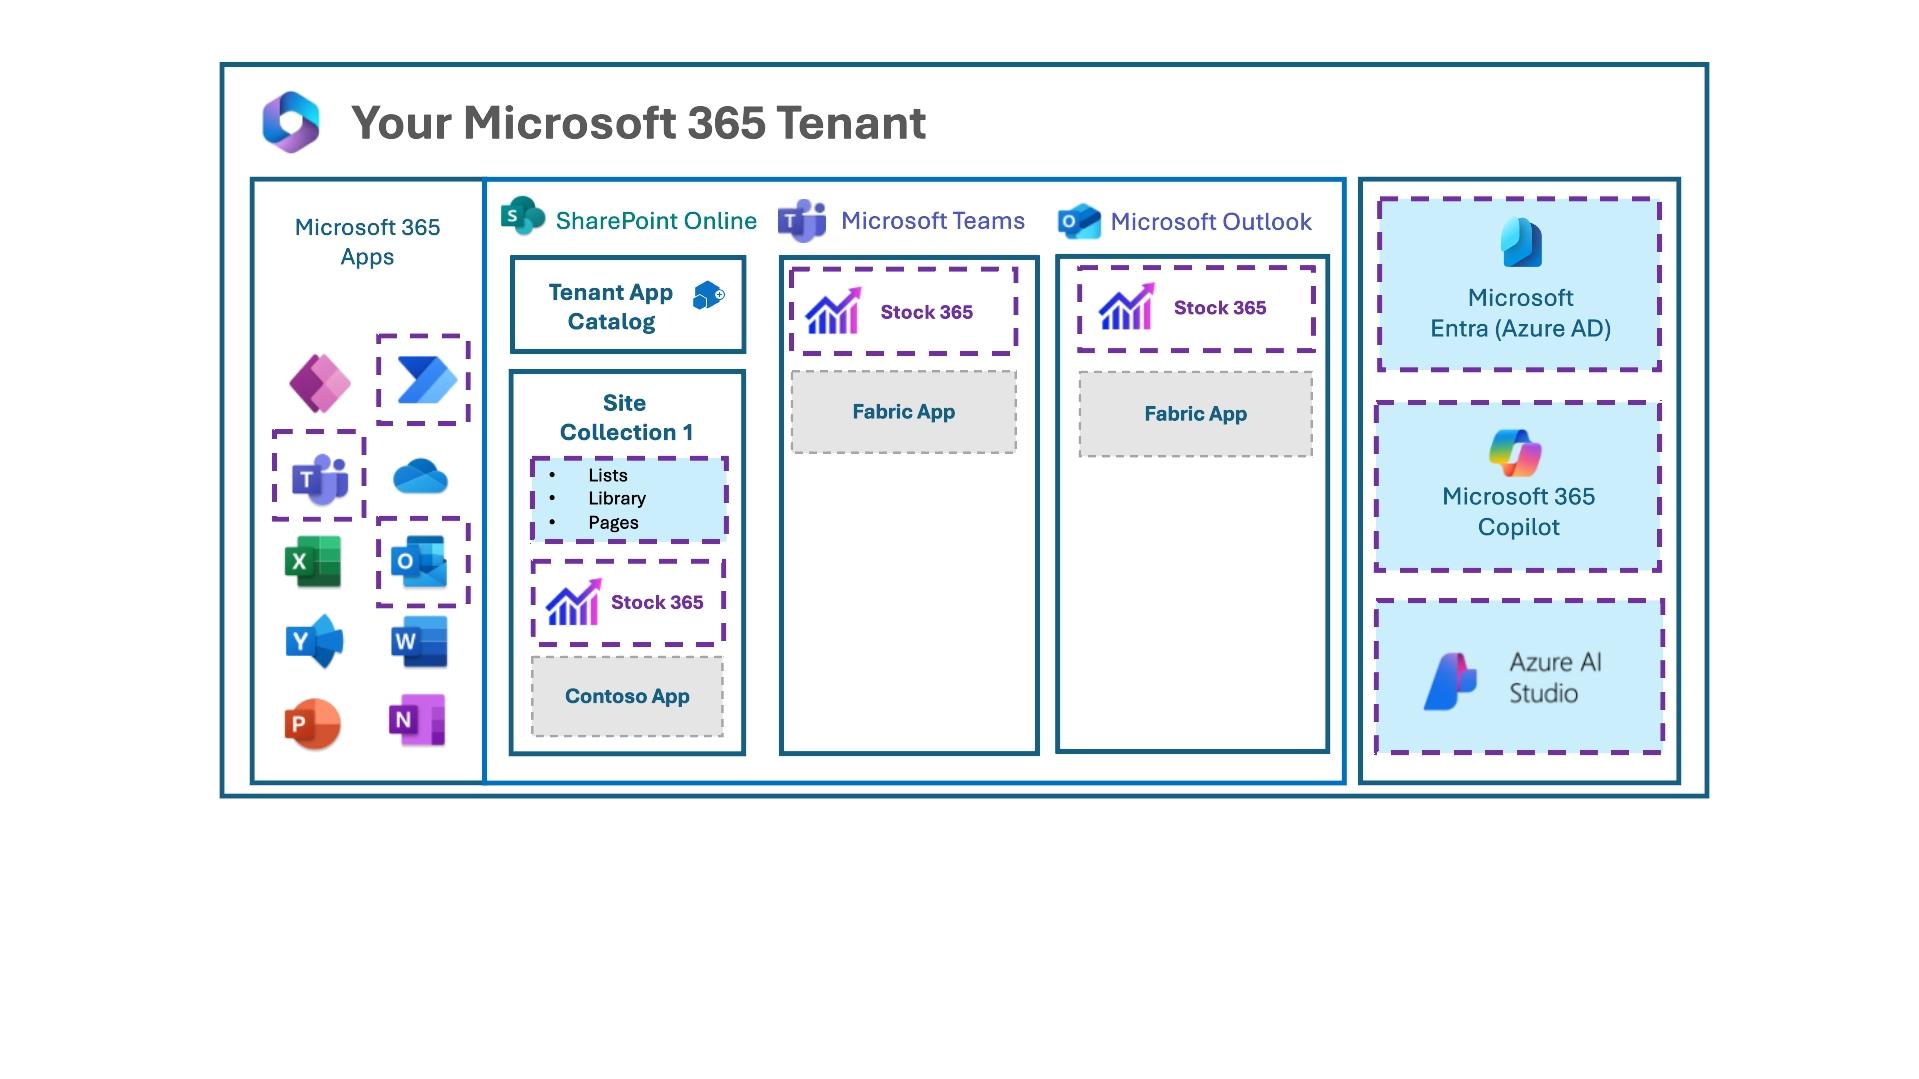 Your Microsoft 365 Tenant
Microsoft 365
Apps
T
X
O
Y
W
P
N
S
SharePoint Online
Tenant App
Catalog
Site
Collection 1
• Lists
• Library
• Pages
Stock 365
Contoso App
T
Microsoft Teams
Stock 365
Fabric App
O
Microsoft Outlook
Stock 365
Fabric App
Microsoft
Entra (Azure AD)
Microsoft 365
Copilot
Azure AI
Studio